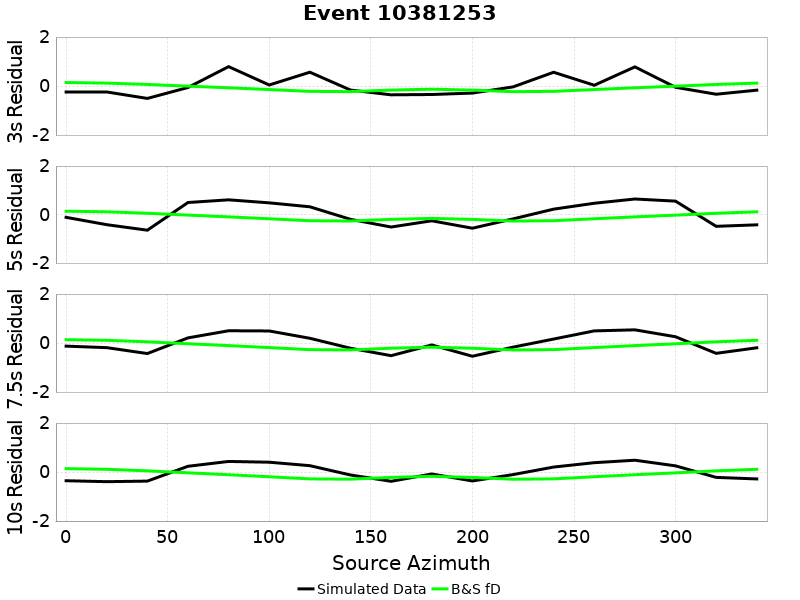 Event 10381253
3s Residual
2
0
-2
5s Residual
2
0
-2
7.5s Residual
2
0
-2
10s Residual
2
0
-2
0 50 100 150 200 250 300
Source Azimuth
Simulated Data B&S fD